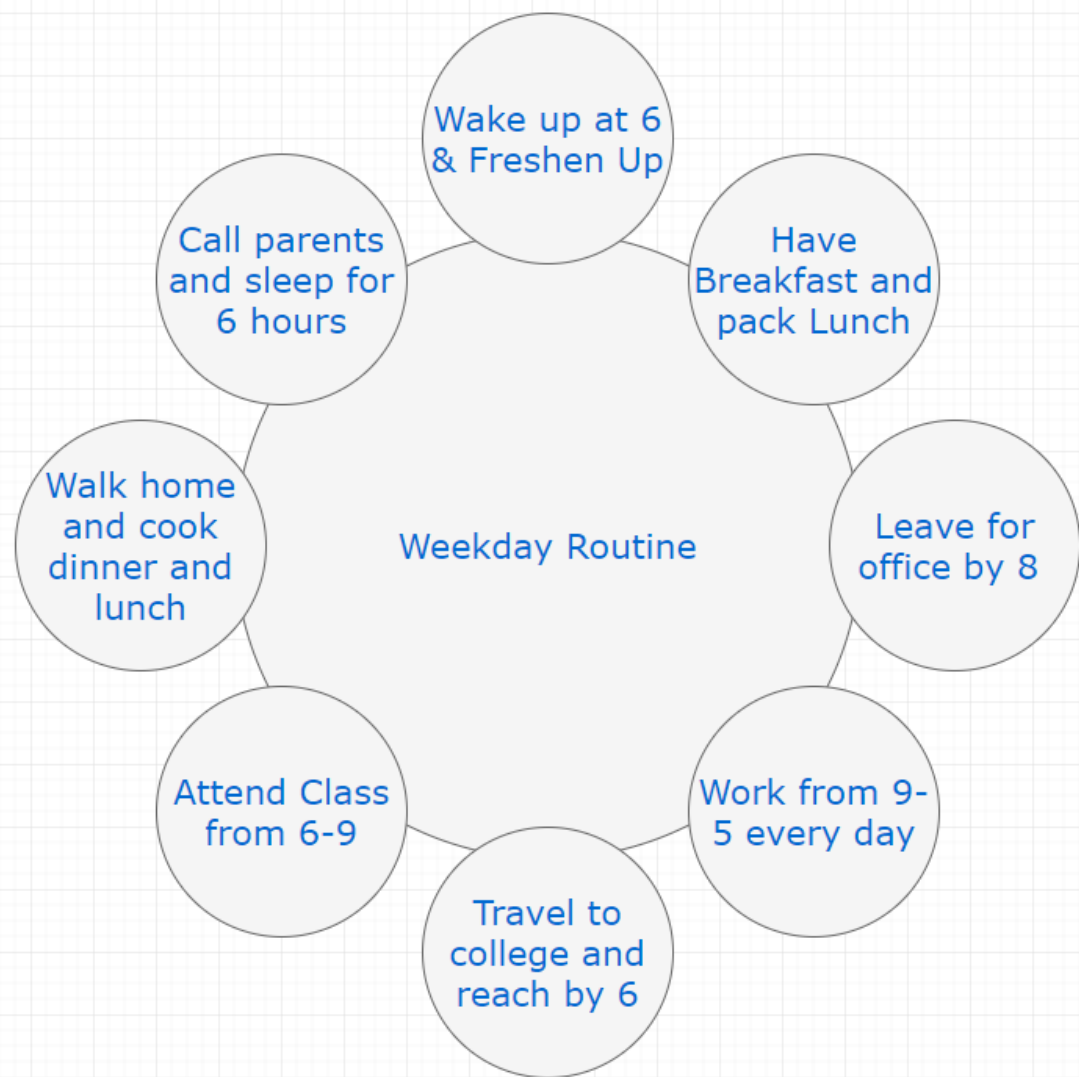 Wake up at 6
& Freshen Up
Have
Breakfast and
pack Lunch
Leave for
office by 8
Work from 9-
5 every day
Travel to
college and
reach by 6
Attend Class
from 6-9
Walk home
and cook
dinner and
lunch
Call parents
and sleep for
6 hours
Weekday Routine